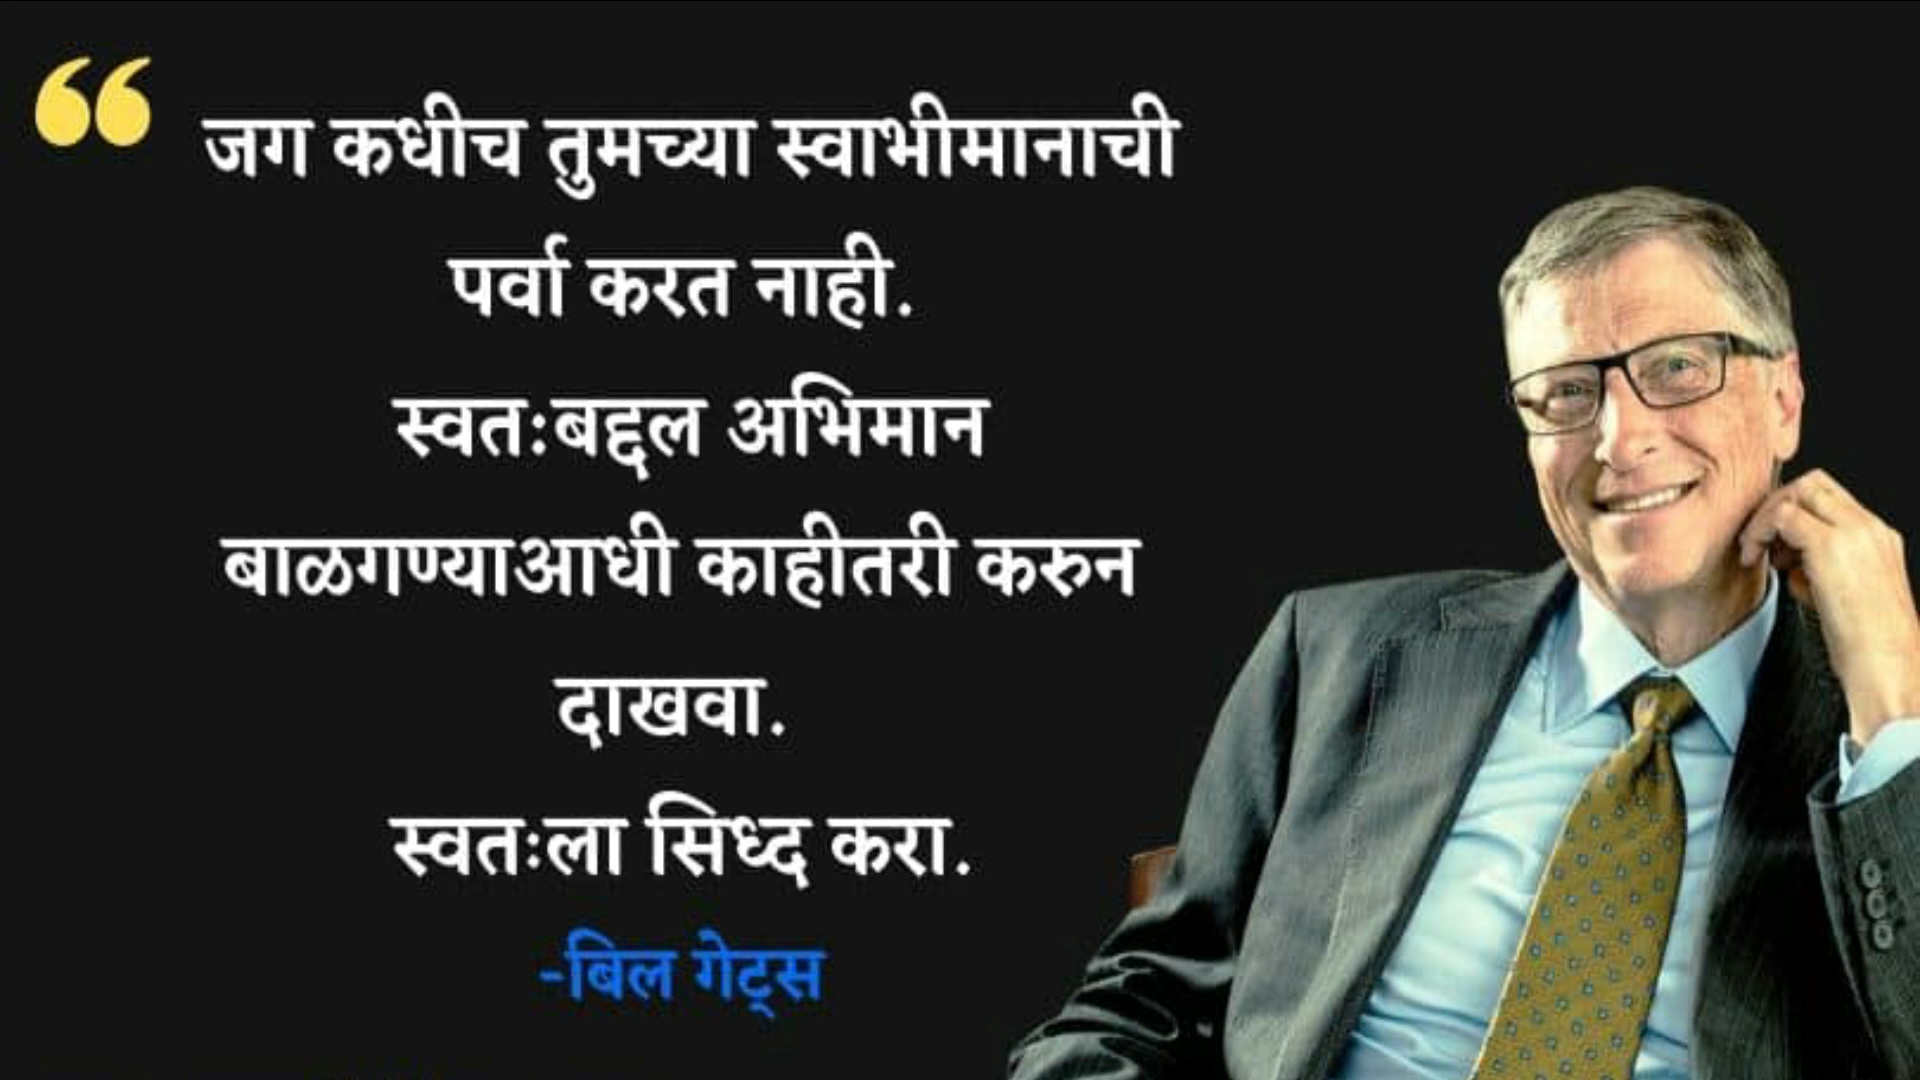 “ जग कधीच तुमच्या स्वाभीमानाची
पर्वा करत नाही.
स्वतःबद्दल अभिमान
बाळगण्याआधी काहीतरी करुन
दाखवा.
स्वतःला सिध्द करा.
-बिल गेट्स